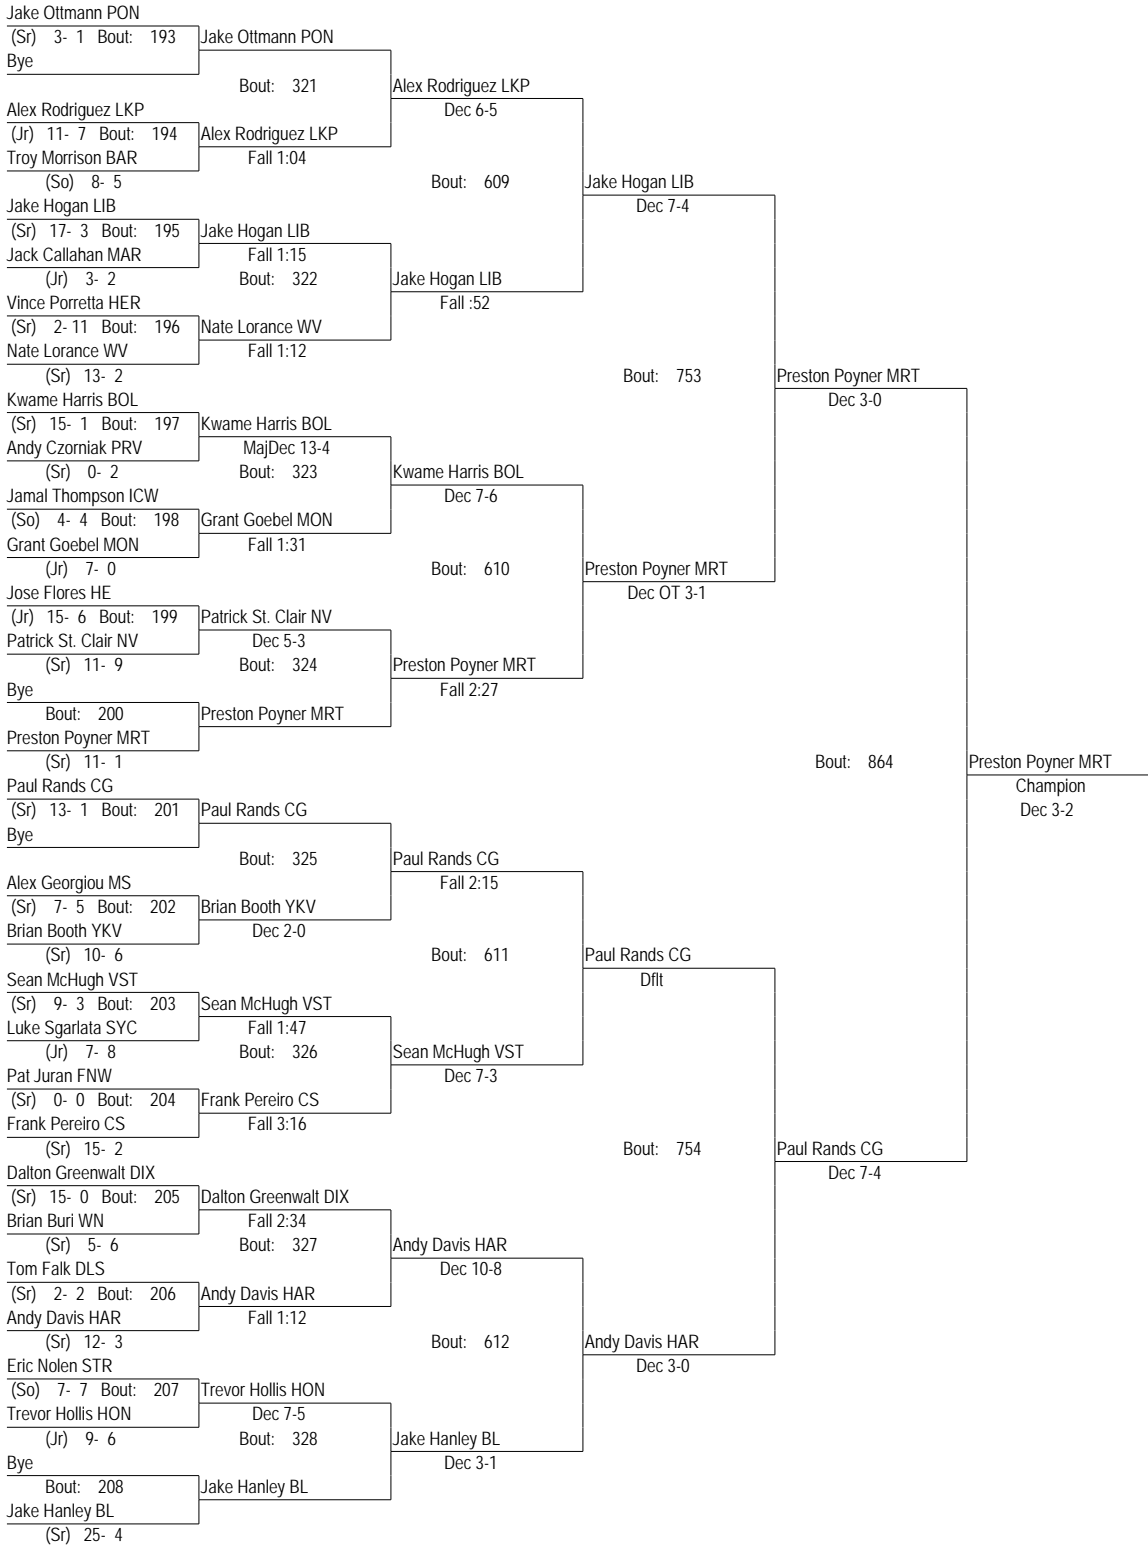 Jake Ottmann PON
(Sr) 3- 1 Bout: 193
Jake Ottmann PON
Bye
Bout: 321
Alex Rodriguez LKP
Dec 6-5
Alex Rodriguez LKP
(Jr) 11- 7 Bout: 194
Alex Rodriguez LKP
Troy Morrison BAR
Fall 1:04
(So) 8- 5
Bout: 609
Jake Hogan LIB
Dec 7-4
Jake Hogan LIB
(Sr) 17- 3 Bout: 195
Jake Hogan LIB
Jack Callahan MAR
Fall 1:15
(Jr) 3- 2
Bout: 322
Jake Hogan LIB
Fall :52
Vince Porretta HER
(Sr) 2- 11 Bout: 196
Nate Lorance WV
Nate Lorance WV
Fall 1:12
(Sr) 13- 2
Bout: 753
Preston Poyner MRT
Dec 3-0
Kwame Harris BOL
(Sr) 15- 1 Bout: 197
Kwame Harris BOL
Andy Czorniak PRV
MajDec 13-4
(Sr) 0- 2
Bout: 323
Kwame Harris BOL
Dec 7-6
Jamal Thompson ICW
(So) 4- 4 Bout: 198
Grant Goebel MON
Grant Goebel MON
Fall 1:31
(Jr) 7- 0
Bout: 610
Preston Poyner MRT
Dec OT 3-1
Jose Flores HE
(Jr) 15- 6 Bout: 199
Patrick St. Clair NV
Patrick St. Clair NV
Dec 5-3
(Sr) 11- 9
Bout: 324
Preston Poyner MRT
Fall 2:27
Bye
Bout: 200
Preston Poyner MRT
Preston Poyner MRT
(Sr) 11- 1
Bout: 864
Preston Poyner MRT
Champion
Dec 3-2
Paul Rands CG
(Sr) 13- 1 Bout: 201
Paul Rands CG
Bye
Bout: 325
Paul Rands CG
Fall 2:15
Alex Georgiou MS
(Sr) 7- 5 Bout: 202
Brian Booth YKV
Brian Booth YKV
Dec 2-0
(Sr) 10- 6
Bout: 611
Paul Rands CG
Dflt
Sean McHugh VST
(Sr) 9- 3 Bout: 203
Sean McHugh VST
Luke Sgarlata SYC
Fall 1:47
(Jr) 7- 8
Bout: 326
Sean McHugh VST
Dec 7-3
Pat Juran FNW
(Sr) 0- 0 Bout: 204
Frank Pereiro CS
Frank Pereiro CS
Fall 3:16
(Sr) 15- 2
Bout: 754
Paul Rands CG
Dec 7-4
Dalton Greenwalt DIX
(Sr) 15- 0 Bout: 205
Dalton Greenwalt DIX
Brian Buri WN
Fall 2:34
(Sr) 5- 6
Bout: 327
Andy Davis HAR
Dec 10-8
Tom Falk DLS
(Sr) 2- 2 Bout: 206
Andy Davis HAR
Andy Davis HAR
Fall 1:12
(Sr) 12- 3
Bout: 612
Andy Davis HAR
Dec 3-0
Eric Nolen STR
(So) 7- 7 Bout: 207
Trevor Hollis HON
Trevor Hollis HON
Dec 7-5
(Jr) 9- 6
Bout: 328
Jake Hanley BL
Dec 3-1
Bye
Bout: 208
Jake Hanley BL
Jake Hanley BL
(Sr) 25- 4